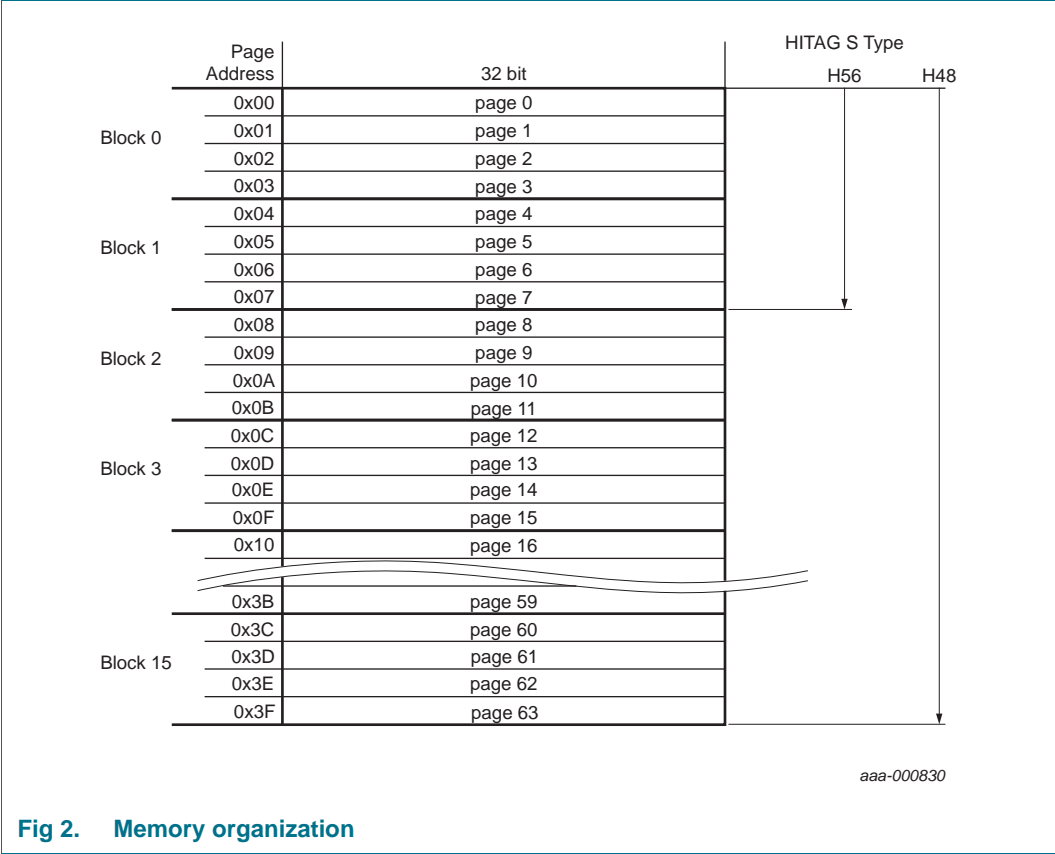 HITAG S Type
Page
Address 32 bit H56 H48
0x00 page 0
0x01 page 1
Block 0
0x02 page 2
0x03 page 3
0x04 page 4
0x05 page 5
Block 1
0x06 page 6
0x07 page 7
0x08 page 8
0x09 page 9
Block 2
0x0A page 10
0x0B page 11
0x0C page 12
0x0D page 13
Block 3
0x0E page 14
0x0F page 15
0x10 page 16
0x3B page 59
0x3C page 60
0x3D page 61
Block 15
0x3E page 62
0x3F page 63
aaa-000830
Fig 2. Memory organization